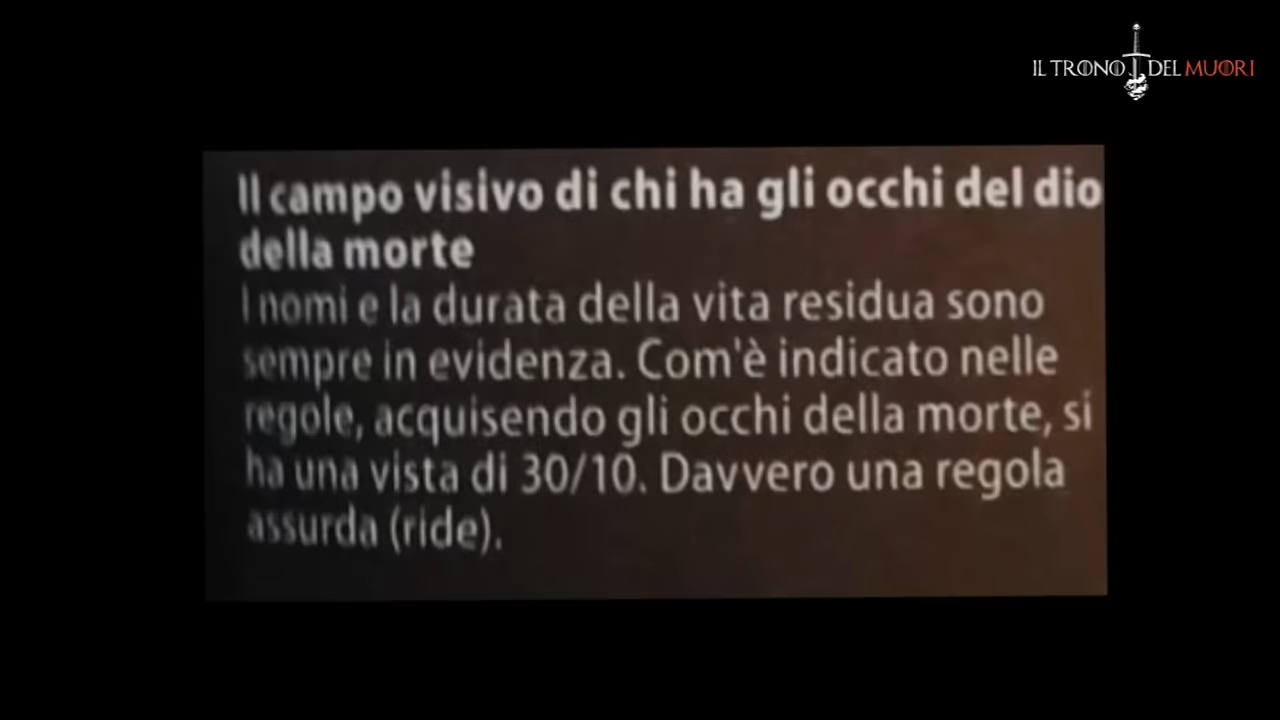 IL TRONO DEL MUORI
Il campo visivo di chi ha gli occhi del dio
della morte
I nomi e la durata della vita residua sono
sempre in evidenza. Com'è indicato nelle
regole, acquisendo gli occhi della morte, si
ha una vista di 30/10. Davvero una regola
assurda (ride).